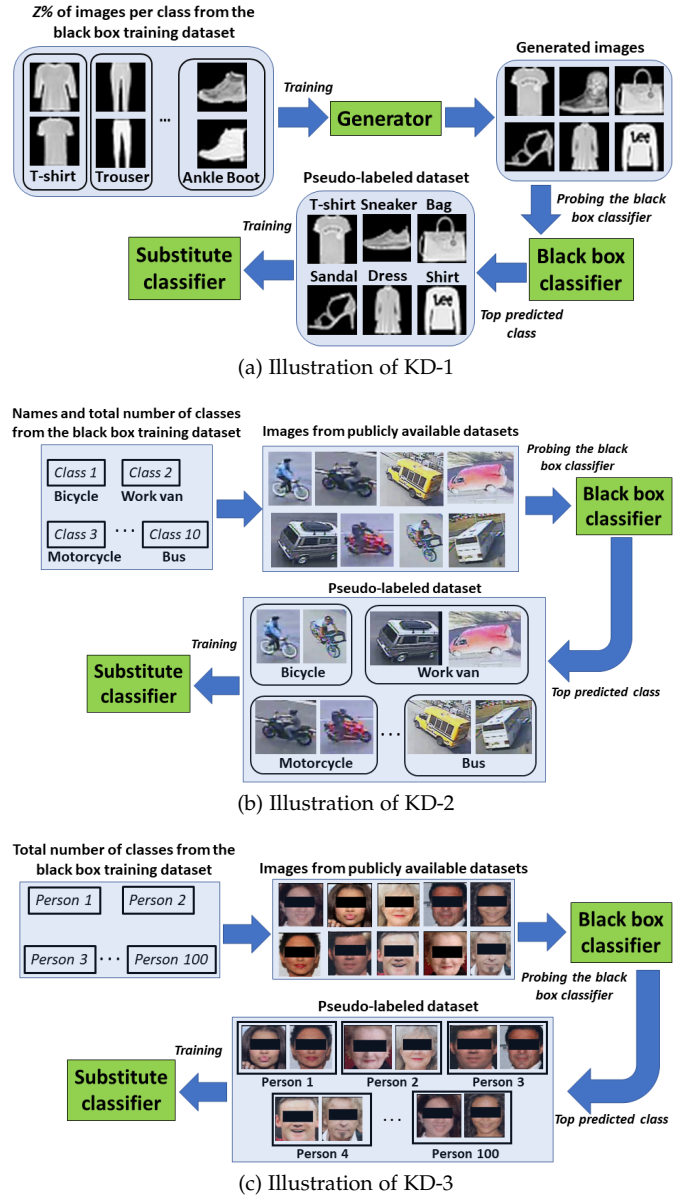 Z% of images per class from the
black box training dataset
Generated images
Training
Generator
T-shirt
Trouser
...
Ankle Boot
Lee
Pseudo-labeled dataset
Probing the black
box classifier
T-shirt Sneaker Bag
Training
Substitute
classifier
Black box
classifier
Sandal Dress Shirt
Lee
Top predicted
class
(a) Illustration of KD-1
Names and total number of classes
from the black box training dataset
Images from publicly available datasets
Probing the black
box classifier
Class 1
Class 2
Bicycle
Work van
Black box
classifier
Class 3
...
Class 10
Motorcycle
Bus
Pseudo-labeled dataset
Training
Substitute
classifier
Bicycle
Work van
Top predicted class
...
Motorcycle
Bus
(b) Illustration of KD-2
Total number of classes from the
black box training dataset
Images from publicly available datasets
Person 1
Person 2
Black box
classifier
Person 3
...
Person 100
Probing the black
box classifier
Pseudo-labeled dataset
Training
Substitute
classifier
Person 1
Person 2
Person 3
...
Top predicted class
Person 4
Person 100
(c) Illustration of KD-3